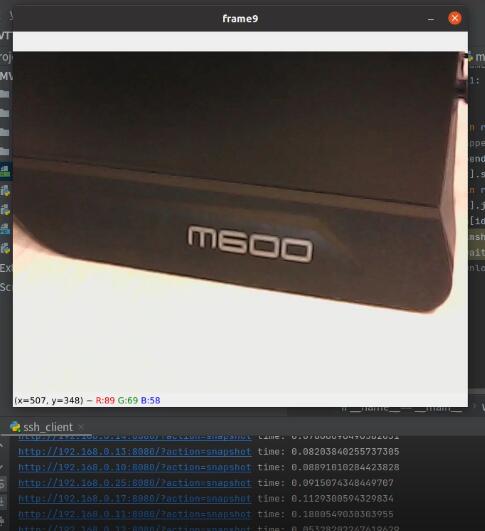 frame9
M600
(x=507, y=348) ~ R:89 G:69 B:58
ssh_client
http://192.168.0.13:8080/?action=snapshot time: 0.08203840255737305
http://192.168.0.10:8080/?action=snapshot time: 0.08891010284423828
http://192.168.0.25:8080/?action=snapshot time: 0.0915074348449707
http://192.168.0.17:8080/?action=snapshot time: 0.1129300594329834
http://192.168.0.11:8080/?action=snapshot time: 0.1880549030303955